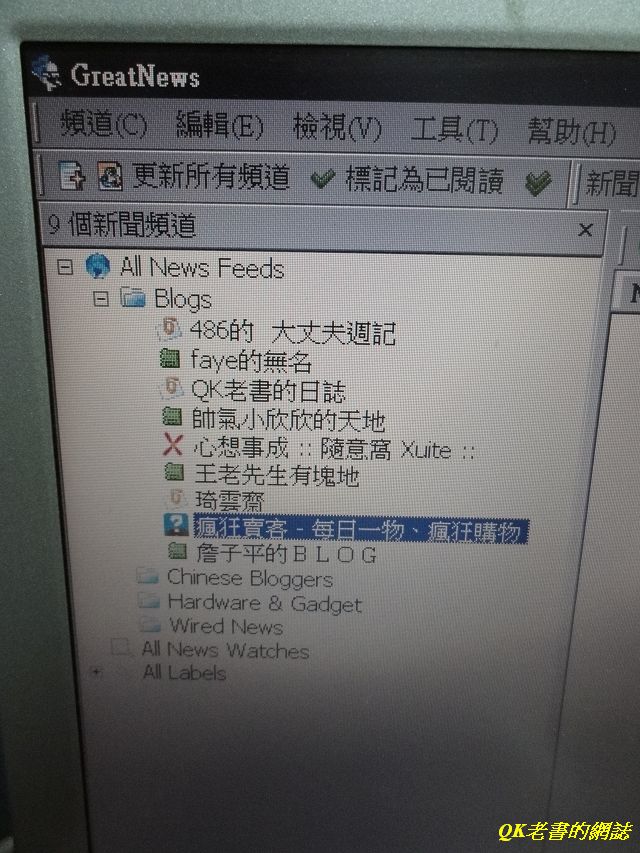 GreatNews
頻道(C) 編輯(E) 檢視(V) 工具(T) 幫助(H)
更新所有頻道 標記為已閱讀 新聞
9 個新聞頻道
All News Feeds
Blogs
486的 大丈夫週記
faye的無名
QK老書的日誌
帥氣小欣欣的天地
心想事成 :: 隨意窩 Xuite ::
王老先生有塊地
琦雲齋
瘋狂賣客 - 每日一物、瘋狂購物
詹子平的ＢＬＯＧ
Chinese Bloggers
Hardware & Gadget
Wired News
All News Watches
All Labels
QK老書的網誌